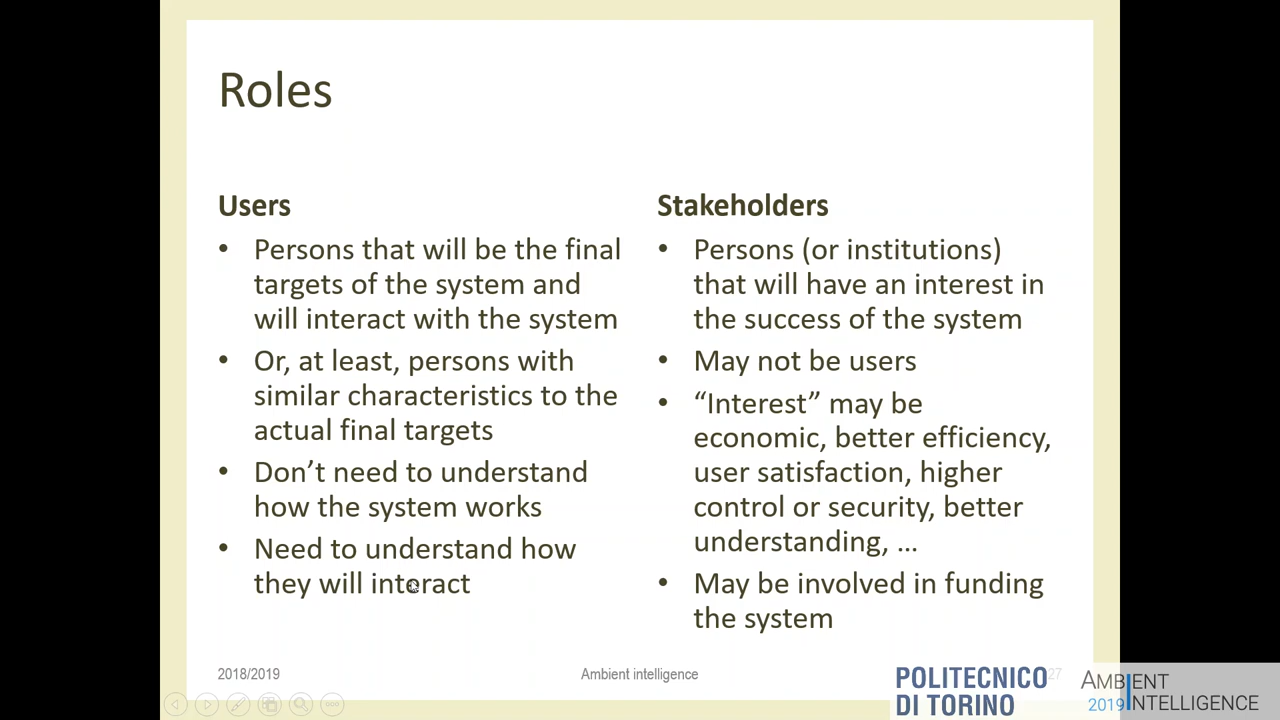 Roles
Users
• Persons that will be the final
targets of the system and
will interact with the system
• Or, at least, persons with
similar characteristics to the
actual final targets
• Don’t need to understand
how the system works
• Need to understand how
they will interact
Stakeholders
• Persons (or institutions)
that will have an interest in
the success of the system
• May not be users
• “Interest” may be
economic, better efficiency,
user satisfaction, higher
control or security, better
understanding, …
• May be involved in funding
the system
2018/2019
Ambient intelligence
27
POLITECNICO
DI TORINO
AMBIENT
2019 INTELLIGENCE